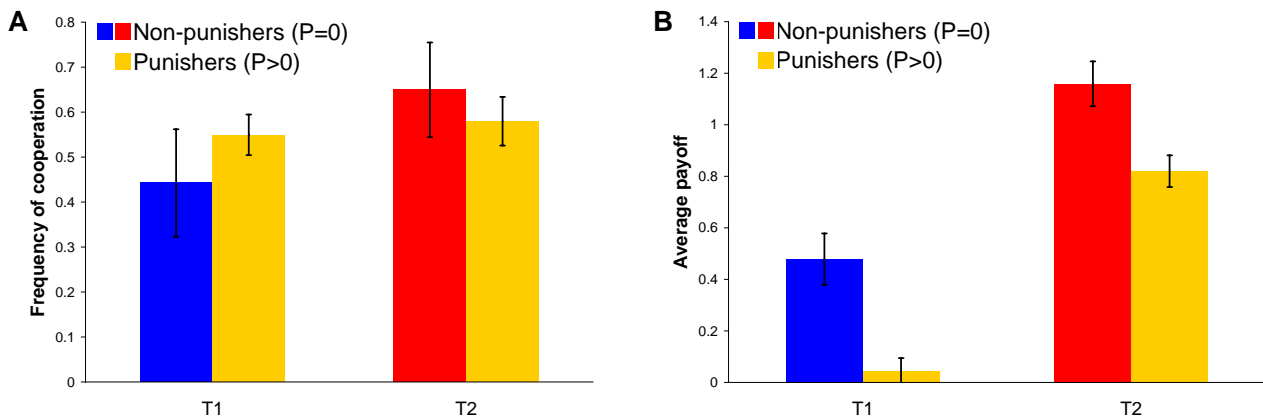 A
Frequency of cooperation
0.8
0.7
0.6
0.5
0.4
0.3
0.2
0.1
0
Non-punishers (P=0)
Punishers (P>0)
T1
T2
B
Average payoff
1.4
1.2
1
0.8
0.6
0.4
0.2
0
Non-punishers (P=0)
Punishers (P>0)
T1
T2